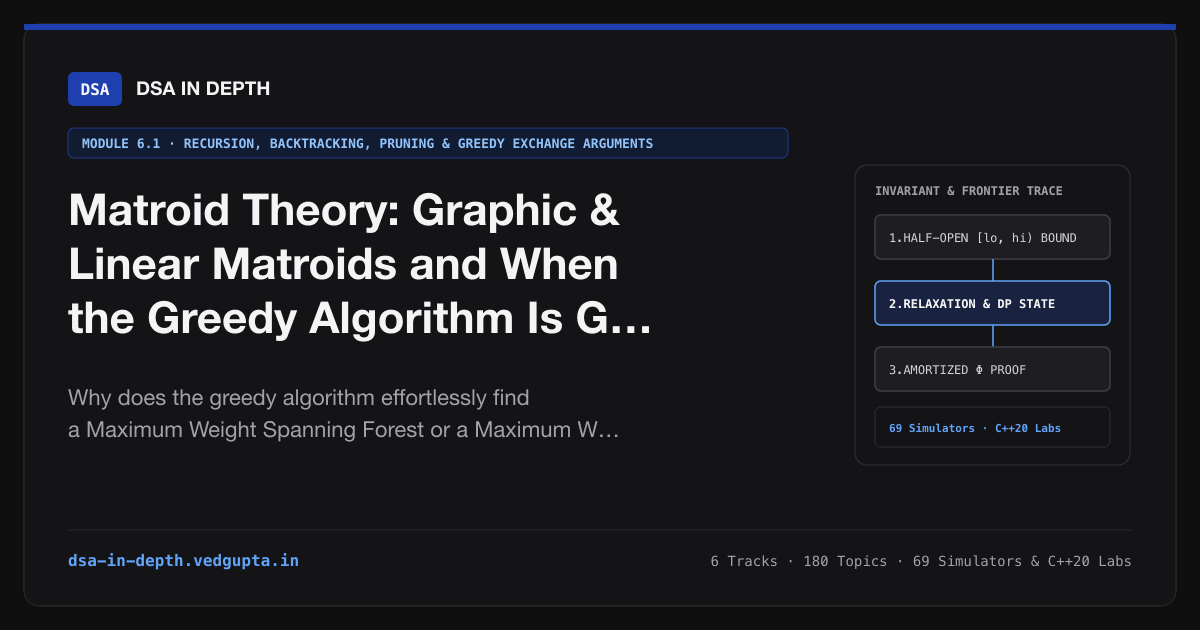 DSA
DSA IN DEPTH
MODULE 6.1 · RECURSION, BACKTRACKING, PRUNING & GREEDY EXCHANGE ARGUMENTS
Matroid Theory: Graphic &
Linear Matroids and When
the Greedy Algorithm Is G...
Why does the greedy algorithm effortlessly find
a Maximum Weight Spanning Forest or a Maximum W...
INVARIANT & FRONTIER TRACE
1.HALF-OPEN [lo, hi) BOUND
2.RELAXATION & DP STATE
3.AMORTIZED Φ PROOF
69 Simulators · C++20 Labs
dsa-in-depth.vedgupta.in
6 Tracks · 180 Topics · 69 Simulators & C++20 Labs